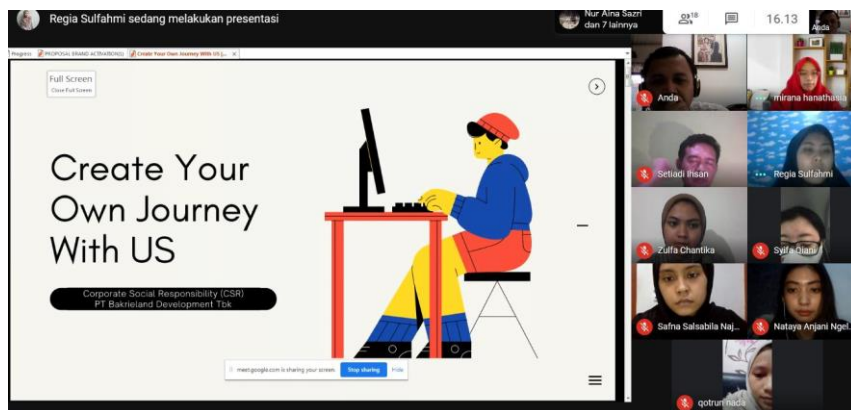 Regia Sulfahmi sedang melakukan presentasi
Nur Aina Sazri
dan 7 lainnya
18
16.13
Anda
Progress
PROPOSAL BRAND ACTIVATION(6)
Create Your Own Journey With US (...
Full Screen
Close Full Screen
Create Your
Own Journey
With US
Corporate Social Responsibility (CSR)
PT Bakrieland Development Tbk
meet.google.com is sharing your screen.
Stop sharing
Hide
Anda
mirana hanathasia
Setiadi Ihsan
Regia Sulfahmi
Zulfa Chantika
Syifa Diani
Safna Salsabila Naj...
Nataya Anjani Ngel...
qotrun nada